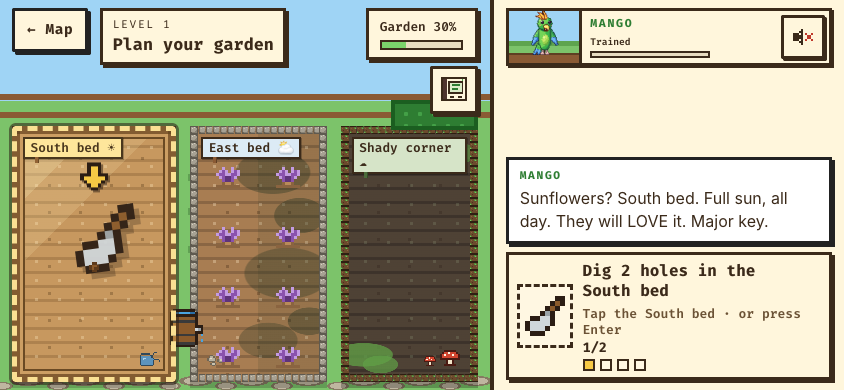 ← Map
LEVEL 1
Plan your garden
Garden 30%
South bed ☀
East bed ⛅
Shady corner
☁
MANGO
Trained
MANGO
Sunflowers? South bed. Full sun, all
day. They will LOVE it. Major key.
Dig 2 holes in the
South bed
Tap the South bed · or press
Enter
1/2